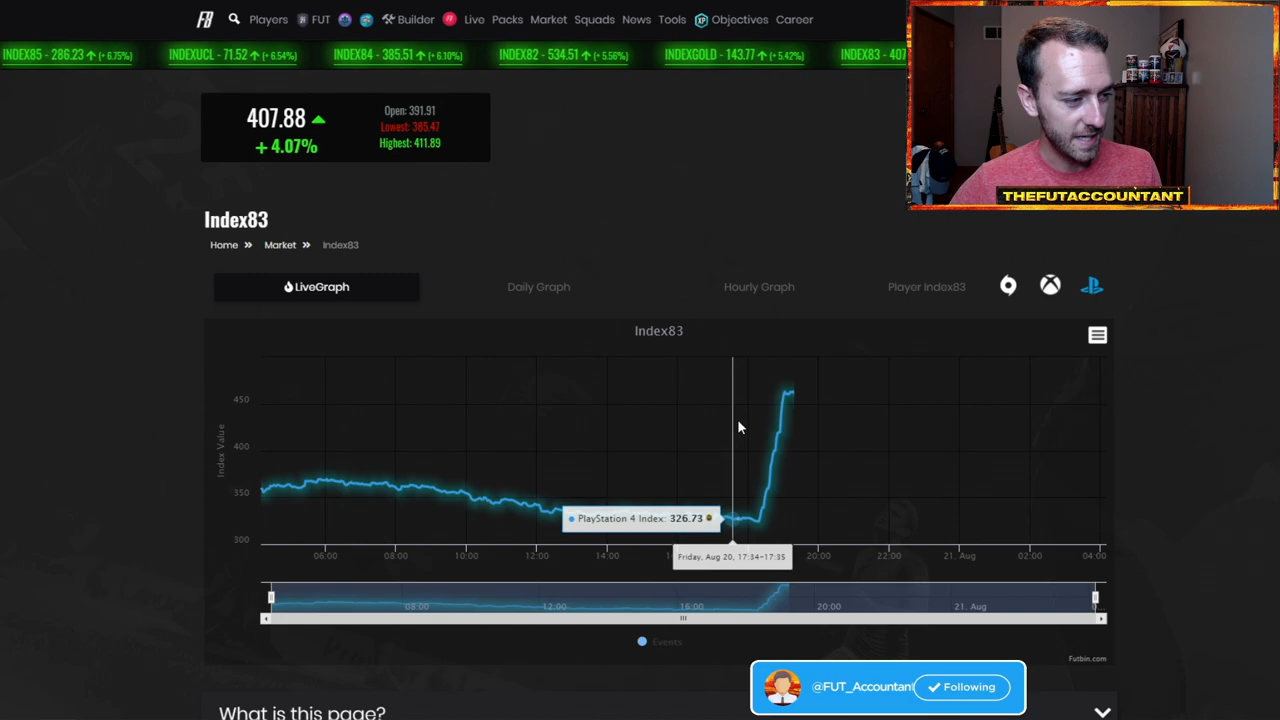 F8 Players FUT Builder Live Packs Market Squads News Tools XP Objectives Career
INDEX85 - 286.23 (+ 6.75%) INDEXUCL - 71.52 (+ 6.54%) INDEX84 - 385.51 (+ 6.10%) INDEX82 - 534.51 (+ 5.56%) INDEXGOLD - 143.77 (+ 5.42%) INDEX83 - 407
407.88
+ 4.07%
Open: 391.91
Lowest: 385.47
Highest: 411.89
THEFUTACCOUNTANT
Index83
Home » Market » Index83
LiveGraph Daily Graph Hourly Graph Player Index83
Index83
Index Value
450
400
350
300
PlayStation 4 Index: 326.73
06:00 08:00 10:00 12:00 14:00 20:00 22:00 21. Aug 02:00 04:00
Friday, Aug 20, 17:34-17:35
08:00 12:00 16:00 20:00 21. Aug
Events
Futbin.com
@FUT_Accountant Following
What is this page?